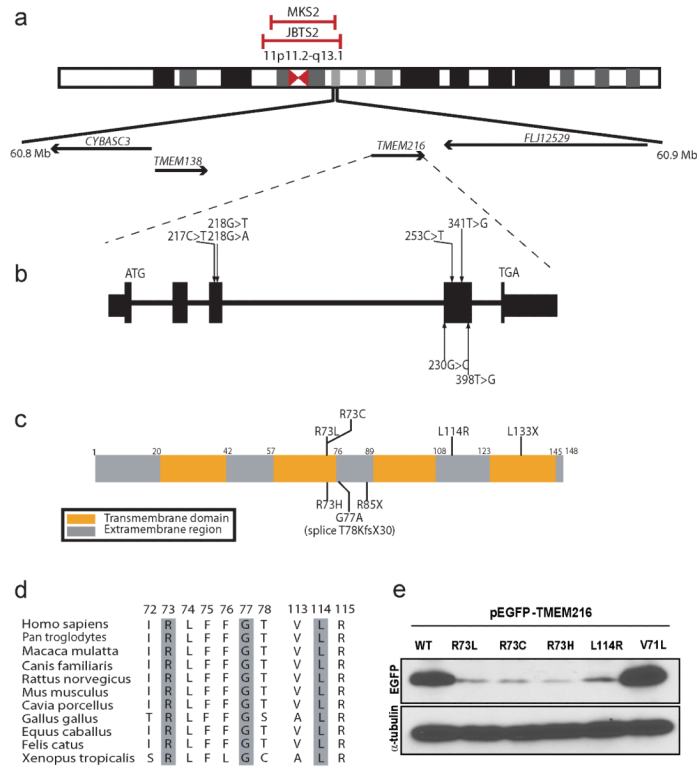 a
MKS2
JBTS2
11p11.2-q13.1
60.8 Mb
CYBASC3
TMEM138
TMEM216
FLJ12529
60.9 Mb
218G>T
217C>T 218G>A
341T>G
253C>T
b
ATG
TGA
230G>C
398T>G
c
R73C
R73L
L114R
L133X
1 20 42 57 76 89 108 123 145 148
R73H
R85X
G77A
(splice T78KfsX30)
Transmembrane domain
Extramembrane region
d
72 73 74 75 76 77 78 113 114 115
Homo sapiens I R L F F G T V L R
Pan troglodytes I R L F F G T V L R
Macaca mulatta I R L F F G T V L R
Canis familiaris I R L F F G T V L R
Rattus norvegicus I R L F F G T V L R
Mus musculus I R L F F G T V L R
Cavia porcellus I R L F F G T V L R
Gallus gallus T R L F F G S A L R
Equus caballus I R L F F G T V L R
Felis catus I R L F F G T V L R
Xenopus tropicalis S R L F L G C A L R
e
pEGFP-TMEM216
WT R73L R73C R73H L114R V71L
EGFP
α-tubulin